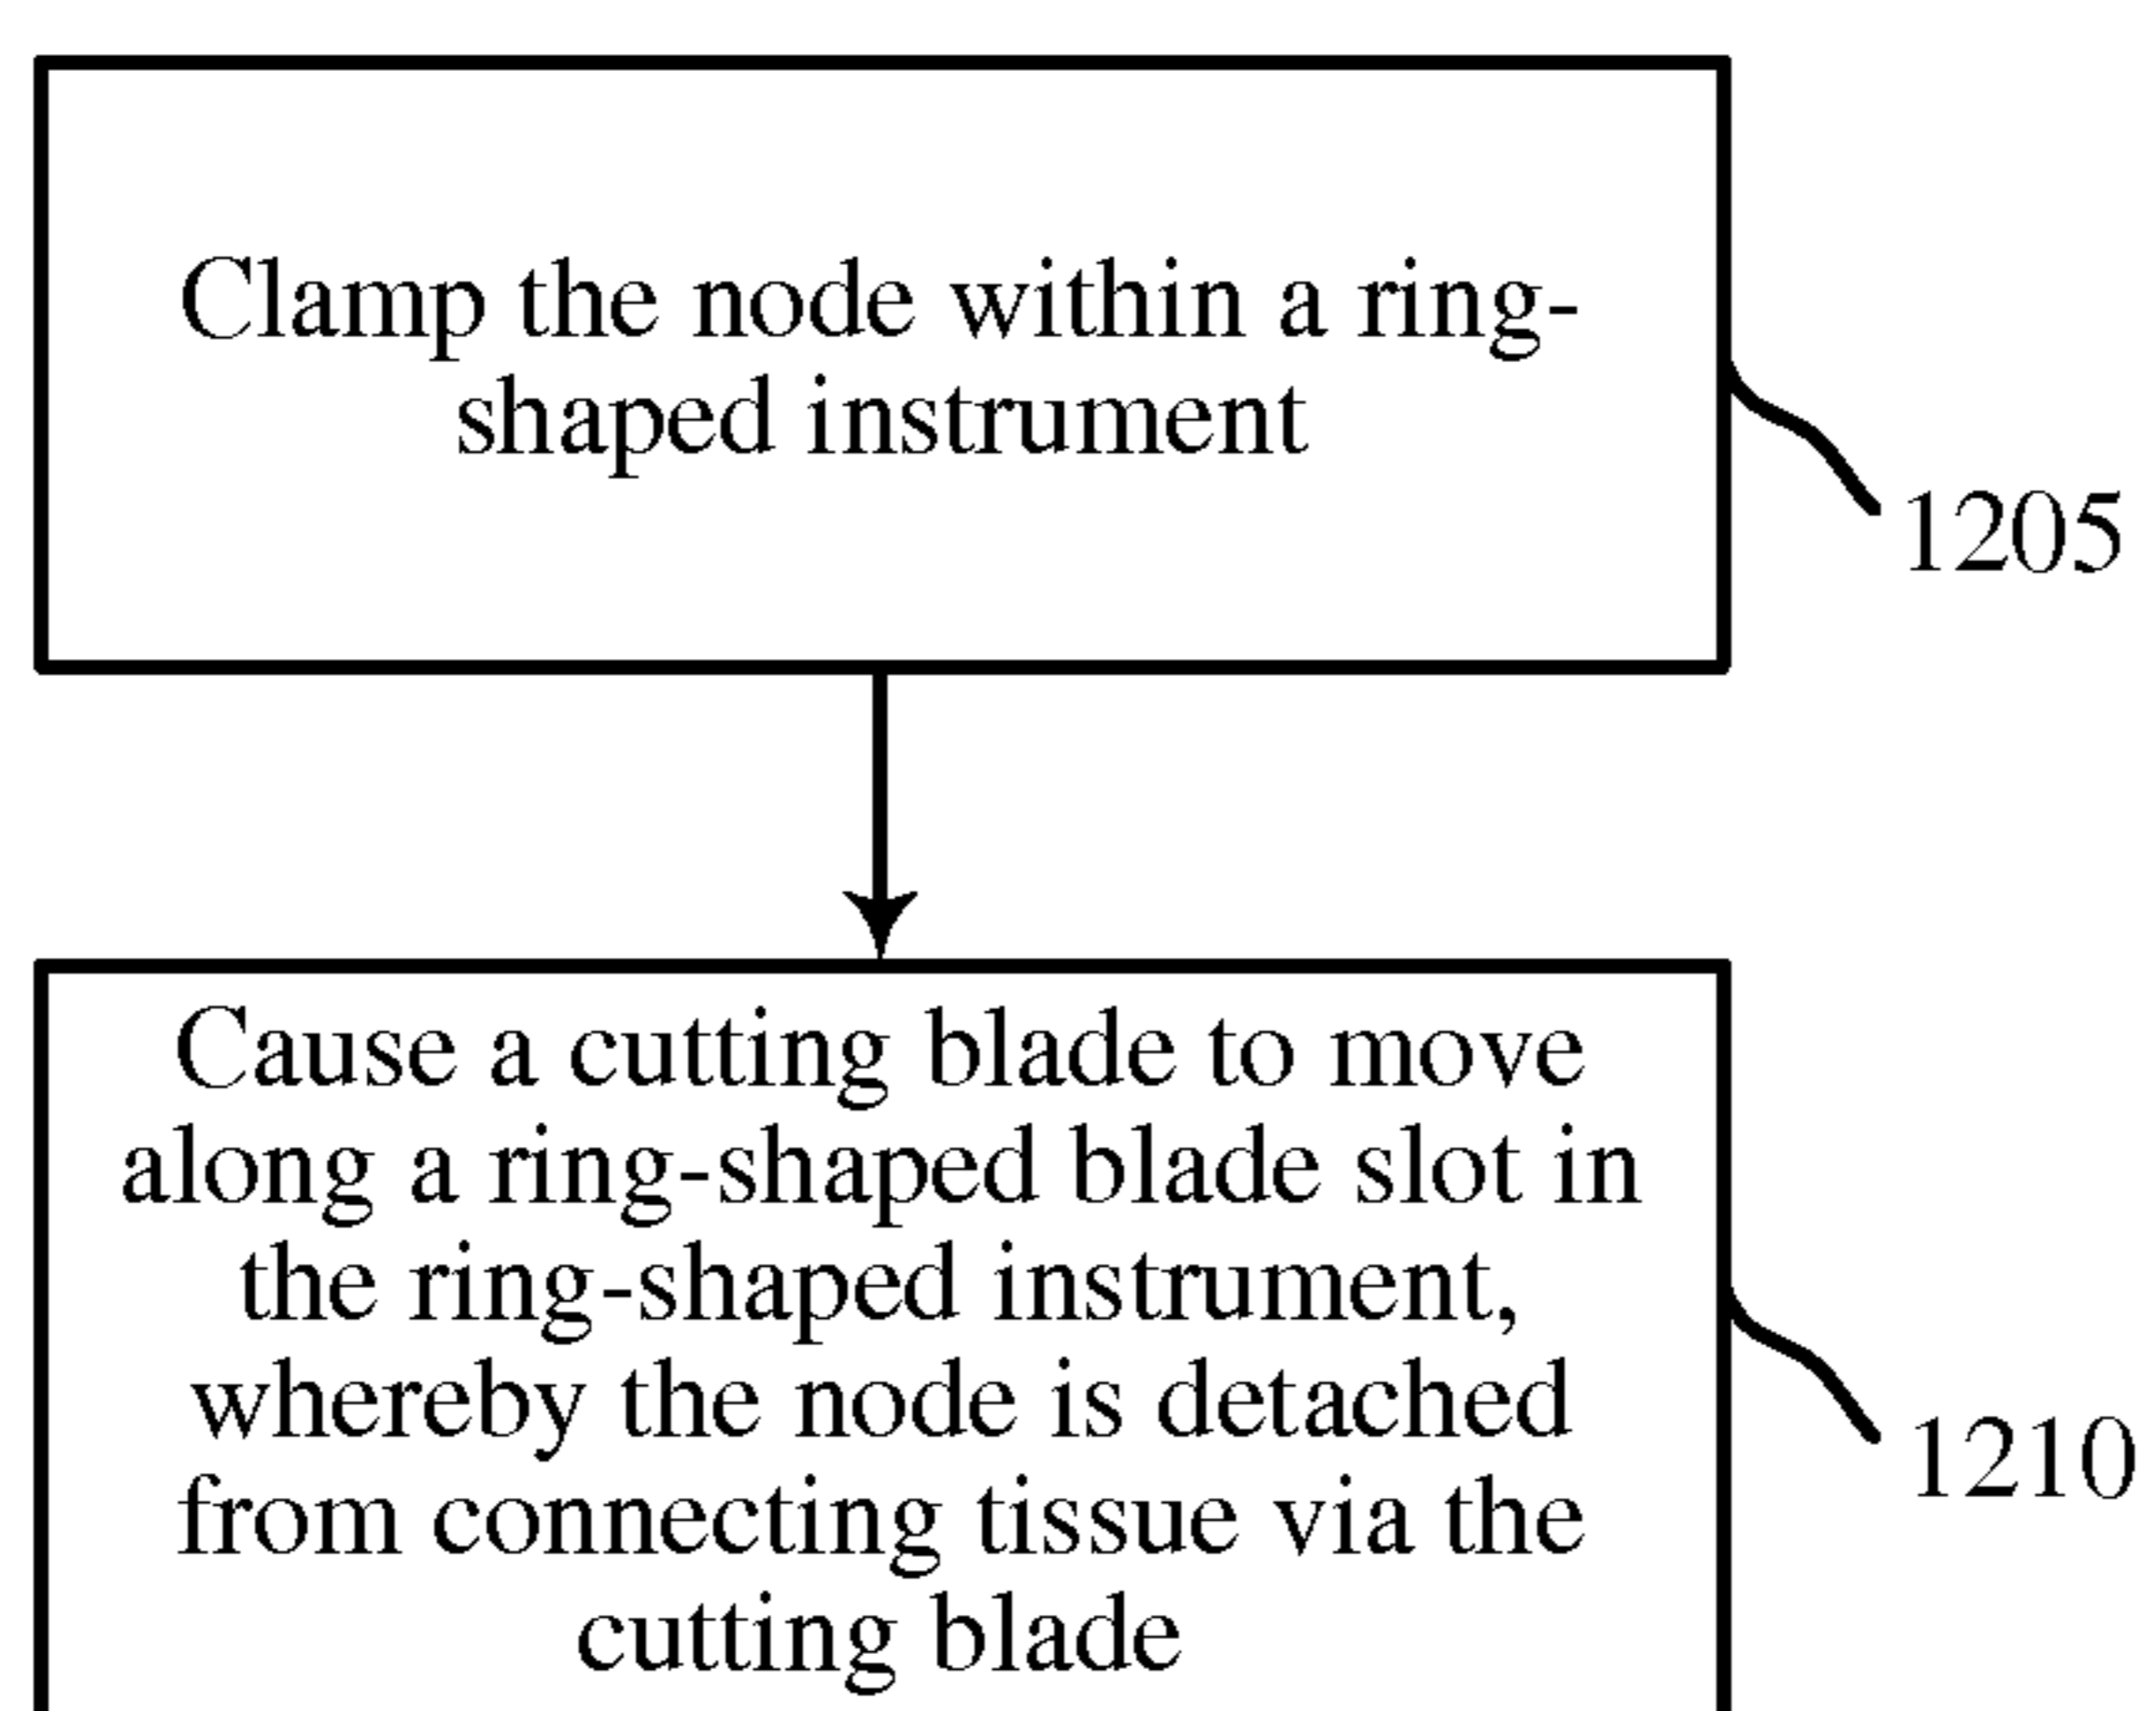 Clamp the node within a ring-
shaped instrument
1205
Cause a cutting blade to move
along a ring-shaped blade slot in
the ring-shaped instrument,
whereby the node is detached
from connecting tissue via the
cutting blade
1210